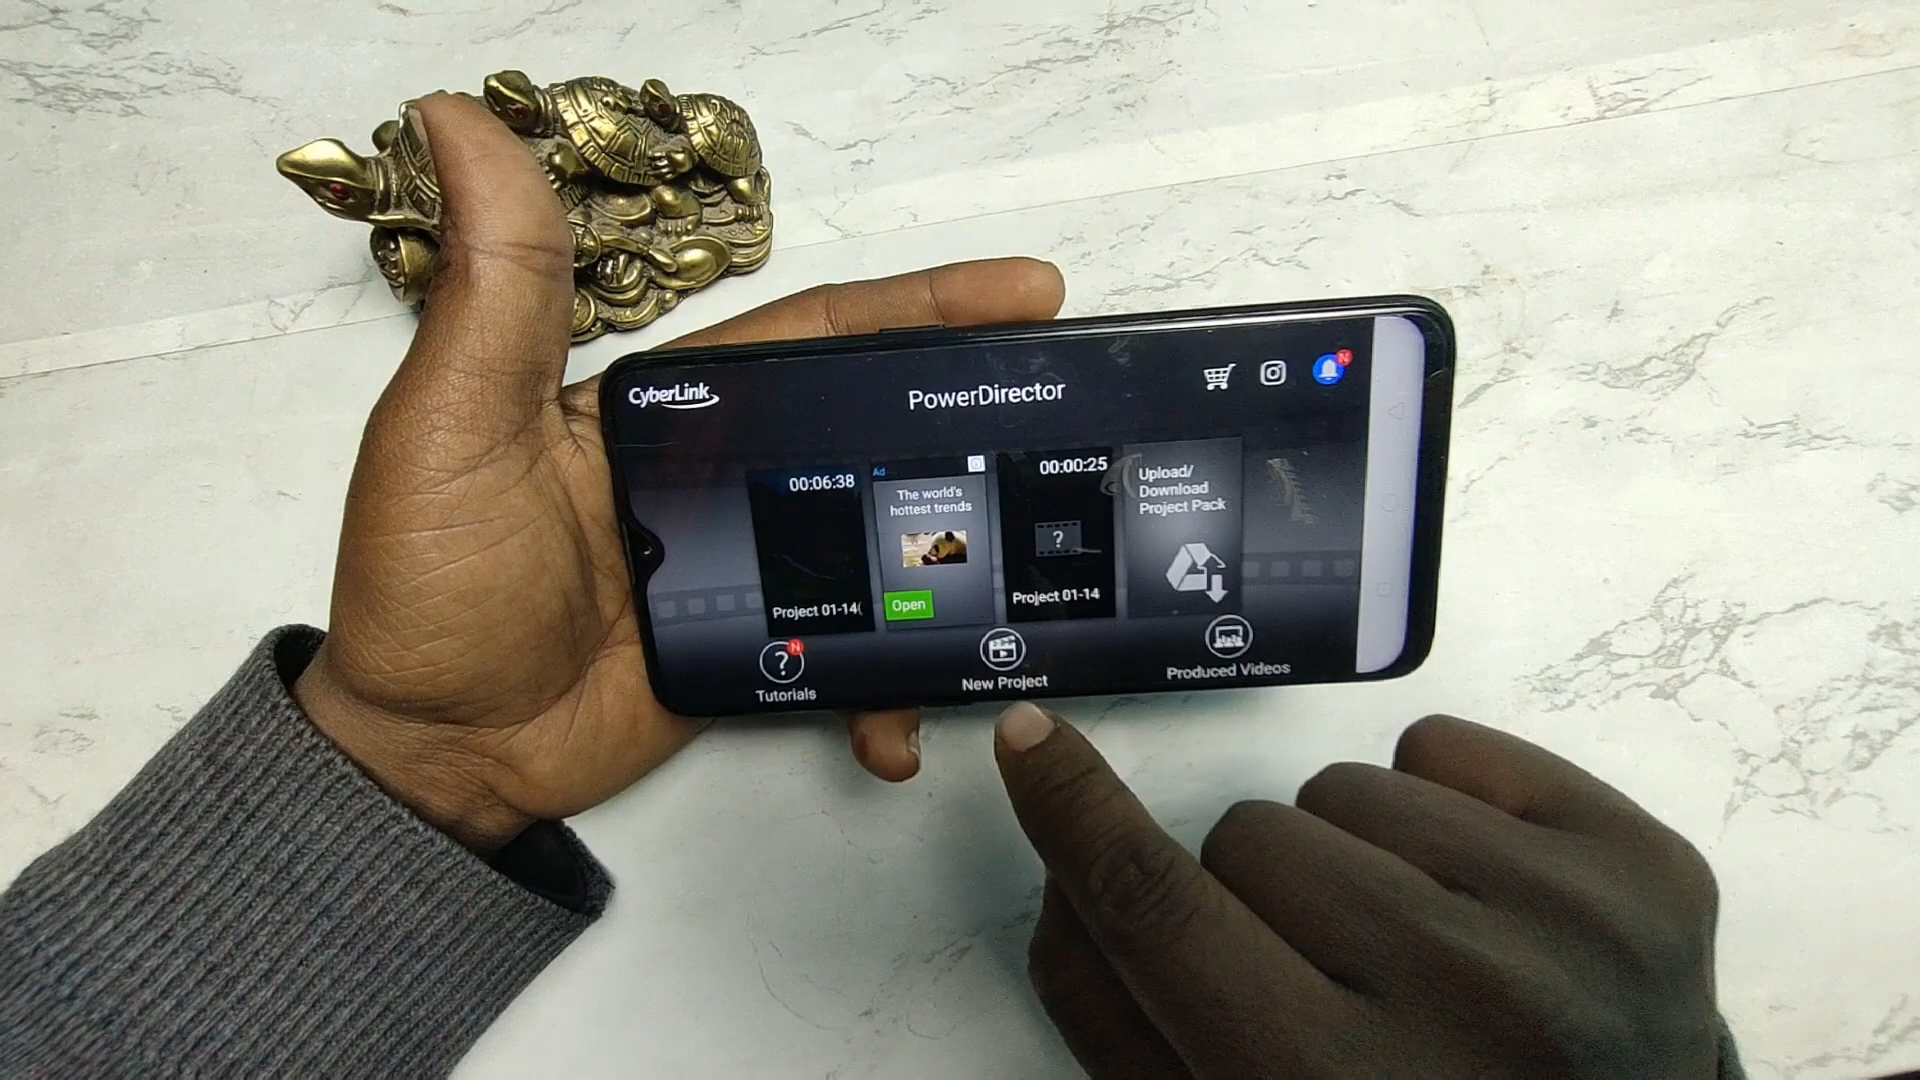 CyberLink
PowerDirector
N
00:06:38
Project 01-14(
Ad
The world's
hottest trends
Open
00:00:25
?
Project 01-14
Upload/
Download
Project Pack
?
N
Tutorials
New Project
Produced Videos